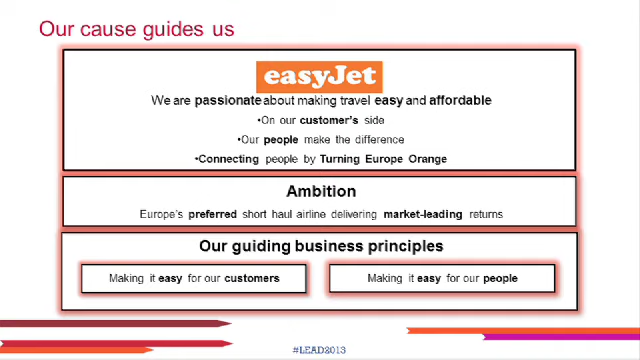 Our cause guides us
easyJet
We are passionate about making travel easy and affordable
•On our customer's side
•Our people make the difference
•Connecting people by Turning Europe Orange
Ambition
Europe's preferred short haul airline delivering market-leading returns
Our guiding business principles
Making it easy for our customers
Making it easy for our people
#LEAD2013